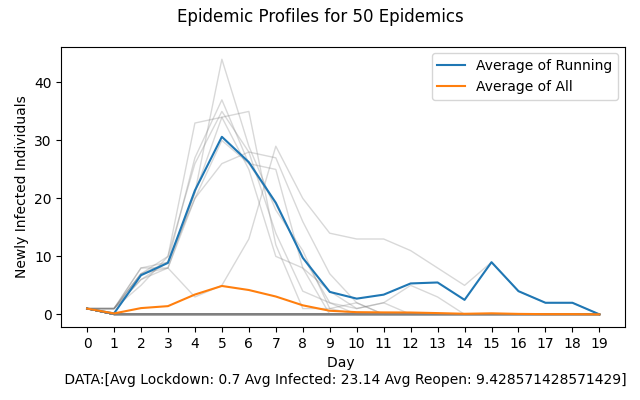 Epidemic Profiles for 50 Epidemics
Newly Infected Individuals
40
30
20
10
0
Average of Running
Average of All
0 1 2 3 4 5 6 7 8 9 10 11 12 13 14 15 16 17 18 19
Day
DATA:[Avg Lockdown: 0.7 Avg Infected: 23.14 Avg Reopen: 9.428571428571429]